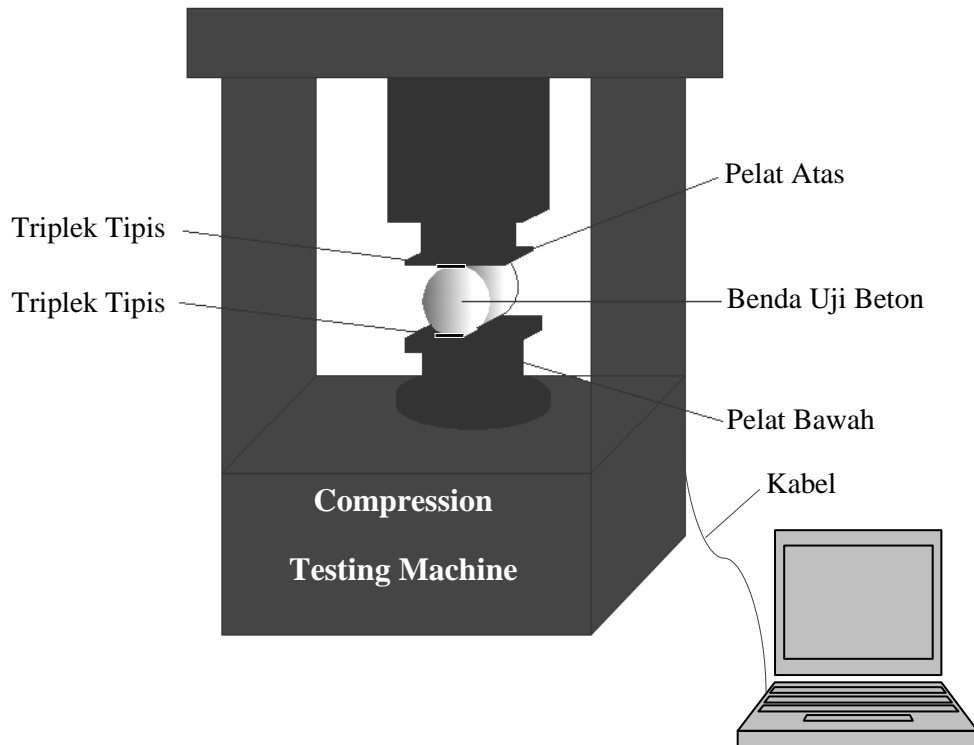 Pelat Atas
Triplek Tipis
Triplek Tipis
Benda Uji Beton
Pelat Bawah
Kabel
Compression
Testing Machine